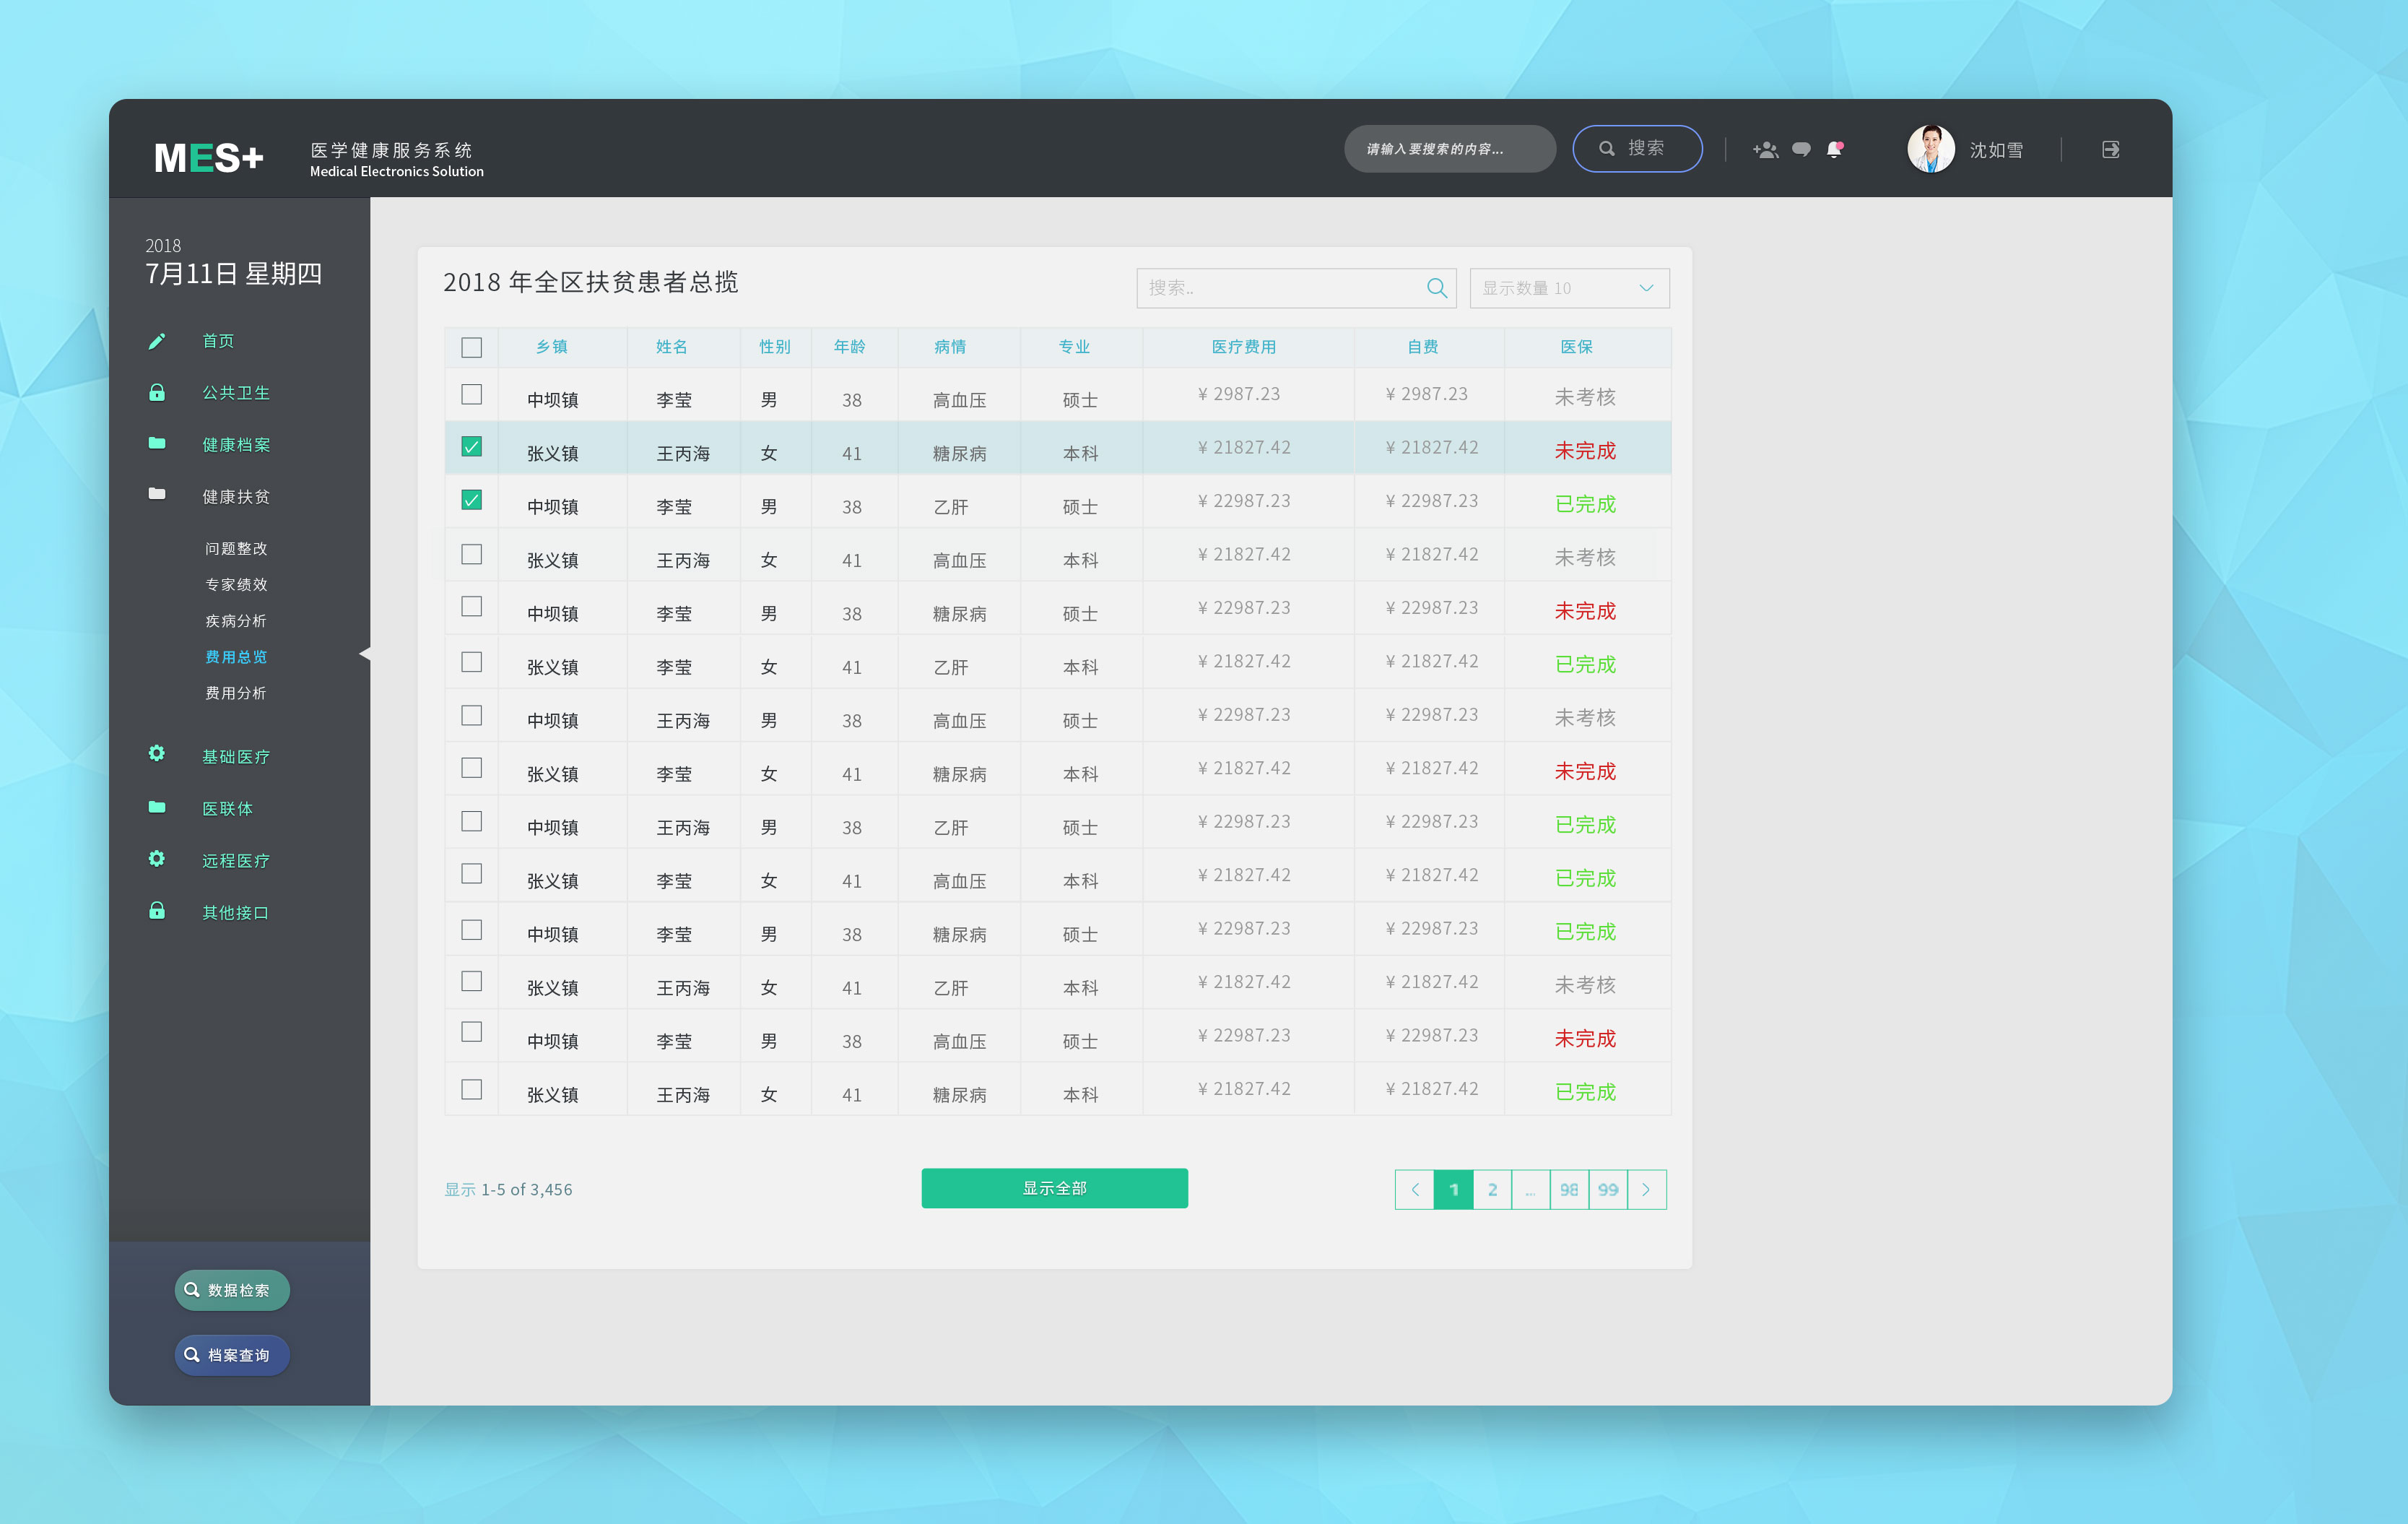 MES+
医学健康服务系统
Medical Electronics Solution
请输入要搜索的内容...
搜索
沈如雪
2018
7月11日 星期四
首页
公共卫生
健康档案
健康扶贫
问题整改
专家绩效
疾病分析
费用总览
费用分析
基础医疗
医联体
远程医疗
其他接口
数据检索
档案查询
2018 年全区扶贫患者总揽
搜索..
显示数量 10
乡镇 姓名 性别 年龄 病情 专业 医疗费用 自费 医保
中坝镇 李莹 男 38 高血压 硕士 ¥ 2987.23 ¥ 2987.23 未考核
张义镇 王丙海 女 41 糖尿病 本科 ¥ 21827.42 ¥ 21827.42 未完成
中坝镇 李莹 男 38 乙肝 硕士 ¥ 22987.23 ¥ 22987.23 已完成
张义镇 王丙海 女 41 高血压 本科 ¥ 21827.42 ¥ 21827.42 未考核
中坝镇 李莹 男 38 糖尿病 硕士 ¥ 22987.23 ¥ 22987.23 未完成
张义镇 李莹 女 41 乙肝 本科 ¥ 21827.42 ¥ 21827.42 已完成
中坝镇 王丙海 男 38 高血压 硕士 ¥ 22987.23 ¥ 22987.23 未考核
张义镇 李莹 女 41 糖尿病 本科 ¥ 21827.42 ¥ 21827.42 未完成
中坝镇 王丙海 男 38 乙肝 硕士 ¥ 22987.23 ¥ 22987.23 已完成
张义镇 李莹 女 41 高血压 本科 ¥ 21827.42 ¥ 21827.42 已完成
中坝镇 李莹 男 38 糖尿病 硕士 ¥ 22987.23 ¥ 22987.23 已完成
张义镇 王丙海 女 41 乙肝 本科 ¥ 21827.42 ¥ 21827.42 未考核
中坝镇 李莹 男 38 高血压 硕士 ¥ 22987.23 ¥ 22987.23 未完成
张义镇 王丙海 女 41 糖尿病 本科 ¥ 21827.42 ¥ 21827.42 已完成
显示 1-5 of 3,456
显示全部
1 2 ... 98 99